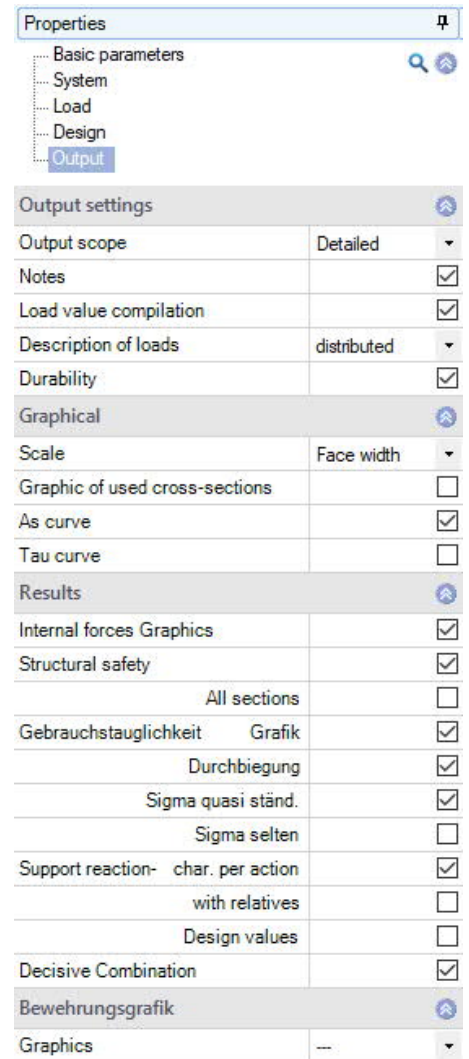 Properties
Basic parameters
System
Load
Design
Output
Output settings
Output scope Detailed
Notes
Load value compilation
Description of loads distributed
Durability
Graphical
Scale Face width
Graphic of used cross-sections
As curve
Tau curve
Results
Internal forces Graphics
Structural safety
All sections
Gebrauchstauglichkeit Grafik
Durchbiegung
Sigma quasi ständ.
Sigma selten
Support reaction- char. per action
with relatives
Design values
Decisive Combination
Bewehrungsgrafik
Graphics ---